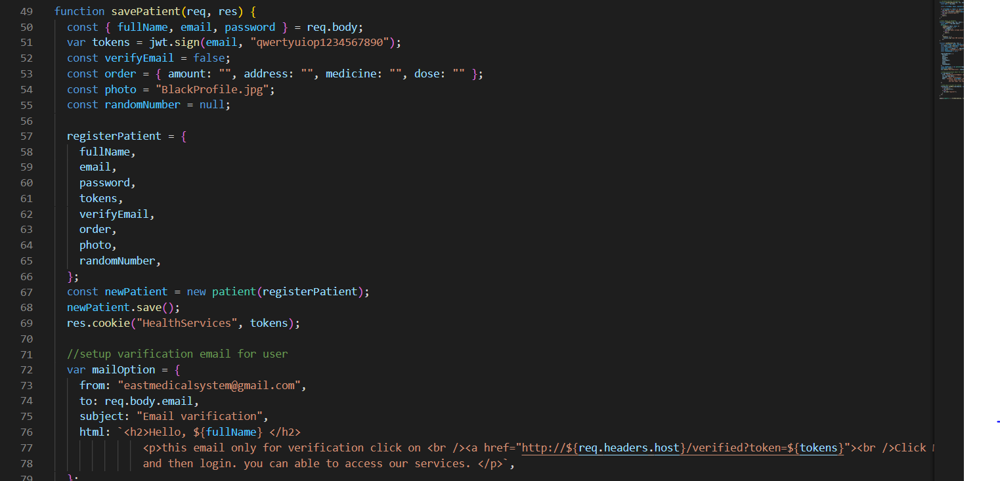 49 function savePatient(req, res) {
50 const { fullName, email, password } = req.body;
51 var tokens = jwt.sign(email, "qwertyuiop1234567890");
52 const verifyEmail = false;
53 const order = { amount: "", address: "", medicine: "", dose: "" };
54 const photo = "BlackProfile.jpg";
55 const randomNumber = null;
56
57 registerPatient = {
58 fullName,
59 email,
60 password,
61 tokens,
62 verifyEmail,
63 order,
64 photo,
65 randomNumber,
66 };
67 const newPatient = new patient(registerPatient);
68 newPatient.save();
69 res.cookie("HealthServices", tokens);
70
71 //setup varification email for user
72 var mailOption = {
73 from: "eastmedicalsystem@gmail.com",
74 to: req.body.email,
75 subject: "Email varification",
76 html: `<h2>Hello, ${fullName} </h2>
77 <p>this email only for verification click on <br /><a href="http://${req.headers.host}/verified?token=${tokens}"><br />Click
78 and then login. you can able to access our services. </p>`,
79 };